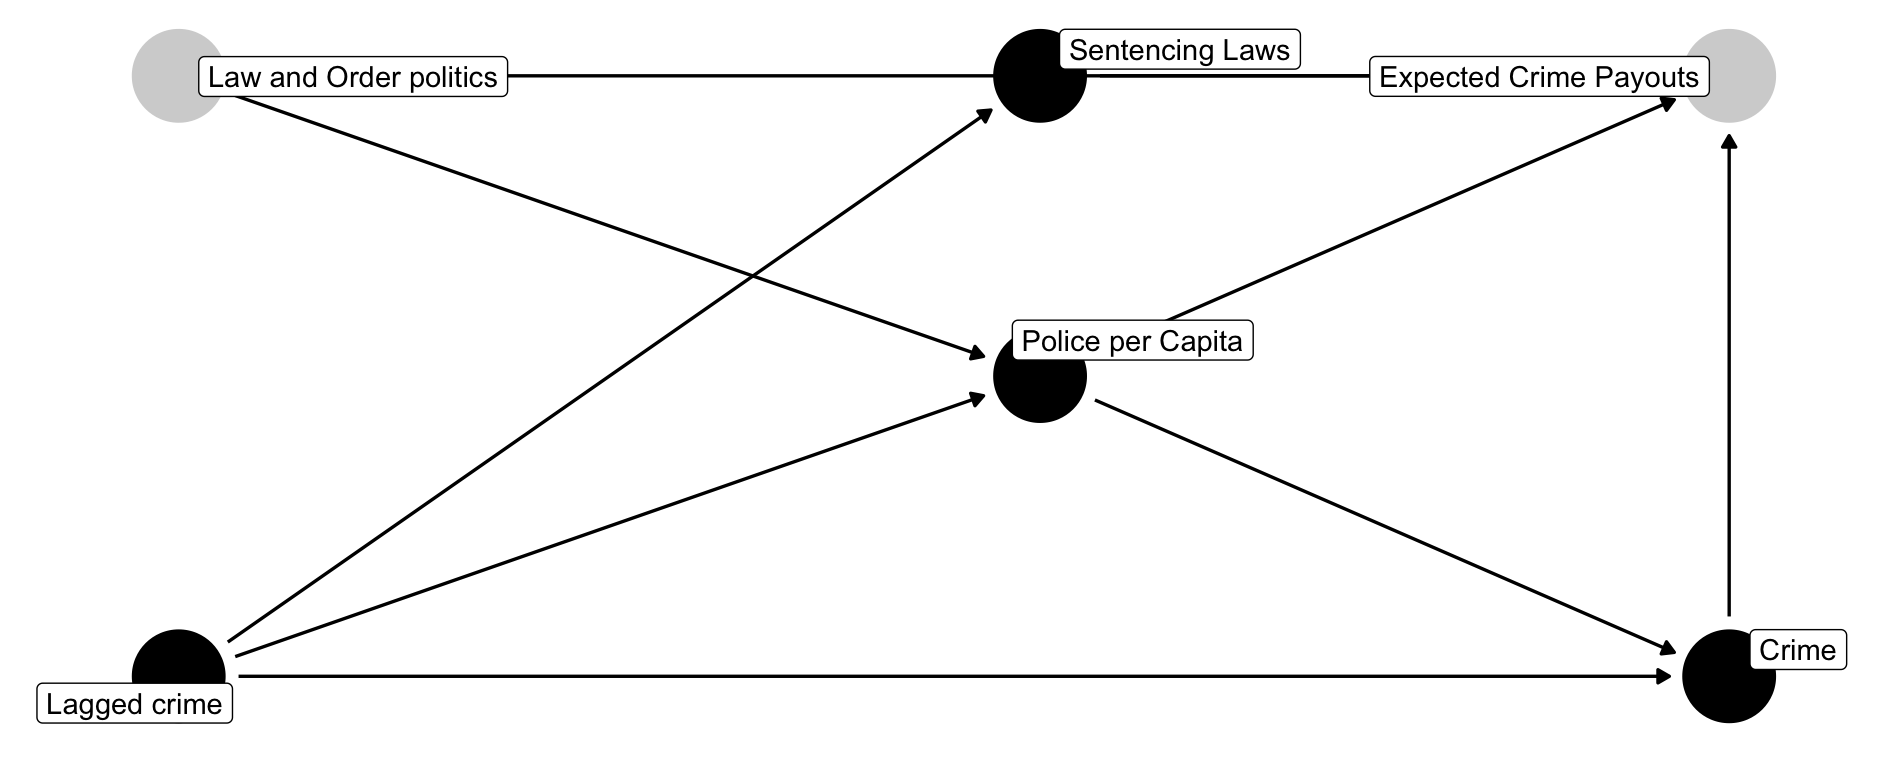 Law and Order politics
Sentencing Laws
Expected Crime Payouts
Police per Capita
Lagged crime
Crime